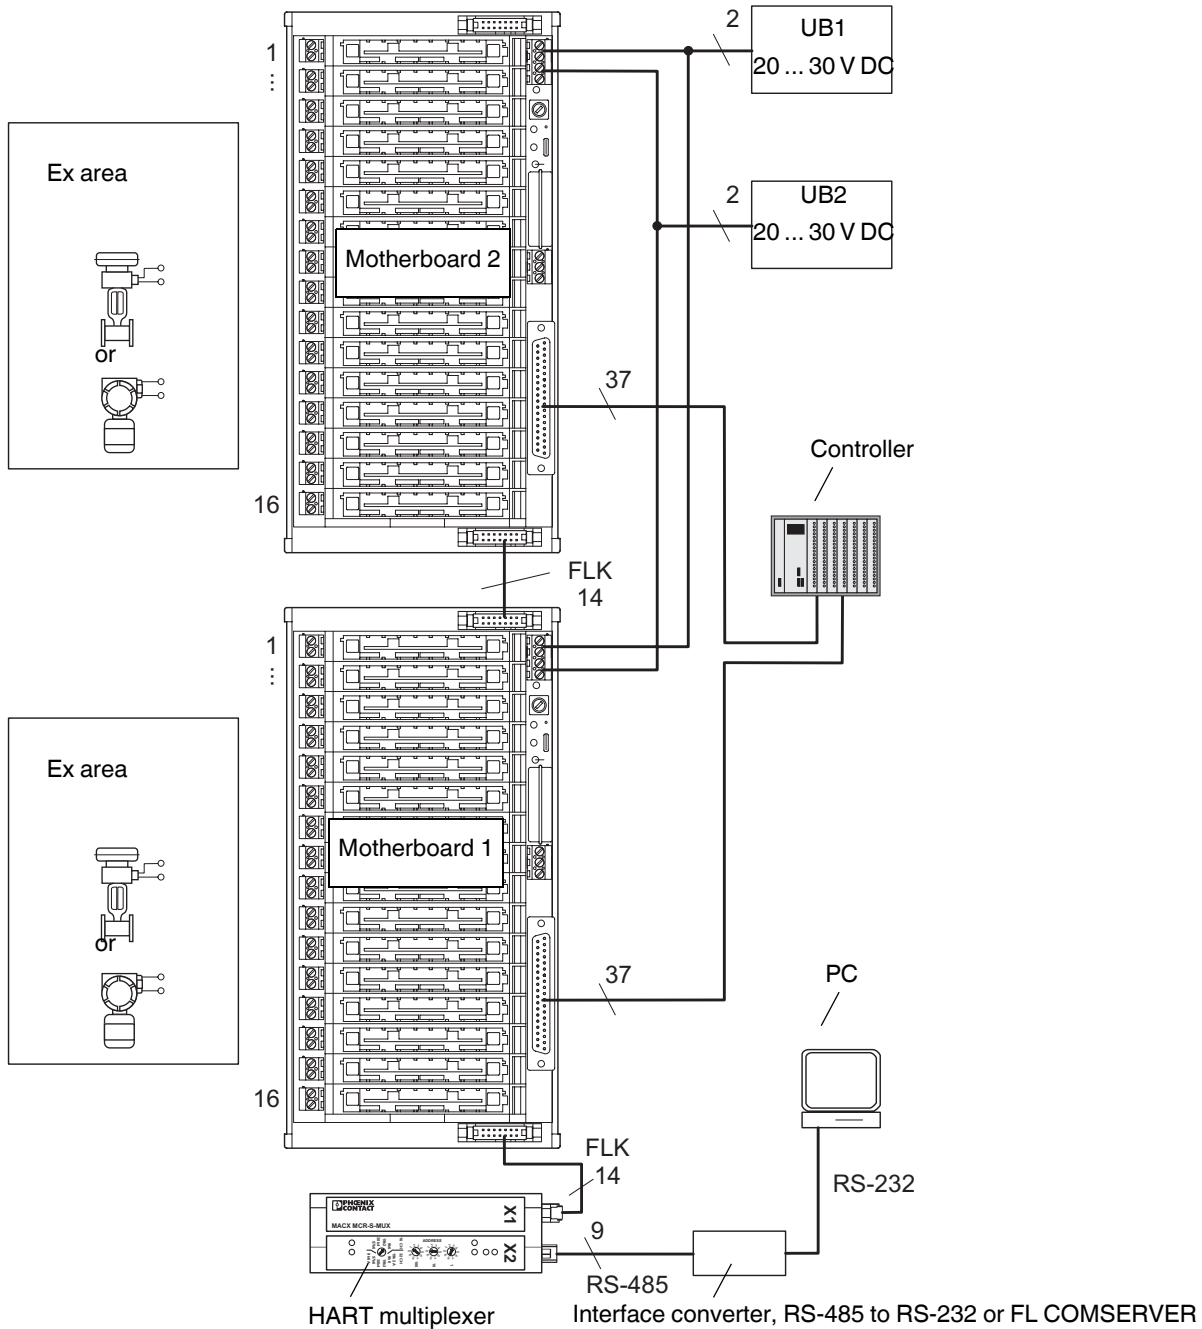 1
...
2
UB1
20 ... 30 V DC
Ex area
or
2
UB2
20 ... 30 V DC
Motherboard 2
37
Controller
16
FLK
14
1
...
Ex area
or
Motherboard 1
37
PC
16
FLK
14
RS-232
PHOENIX
CONTACT
MACX MCR-S-MUX
X1
ADDRESS
X2
9
RS-485
HART multiplexer
Interface converter, RS-485 to RS-232 or FL COMSERVER